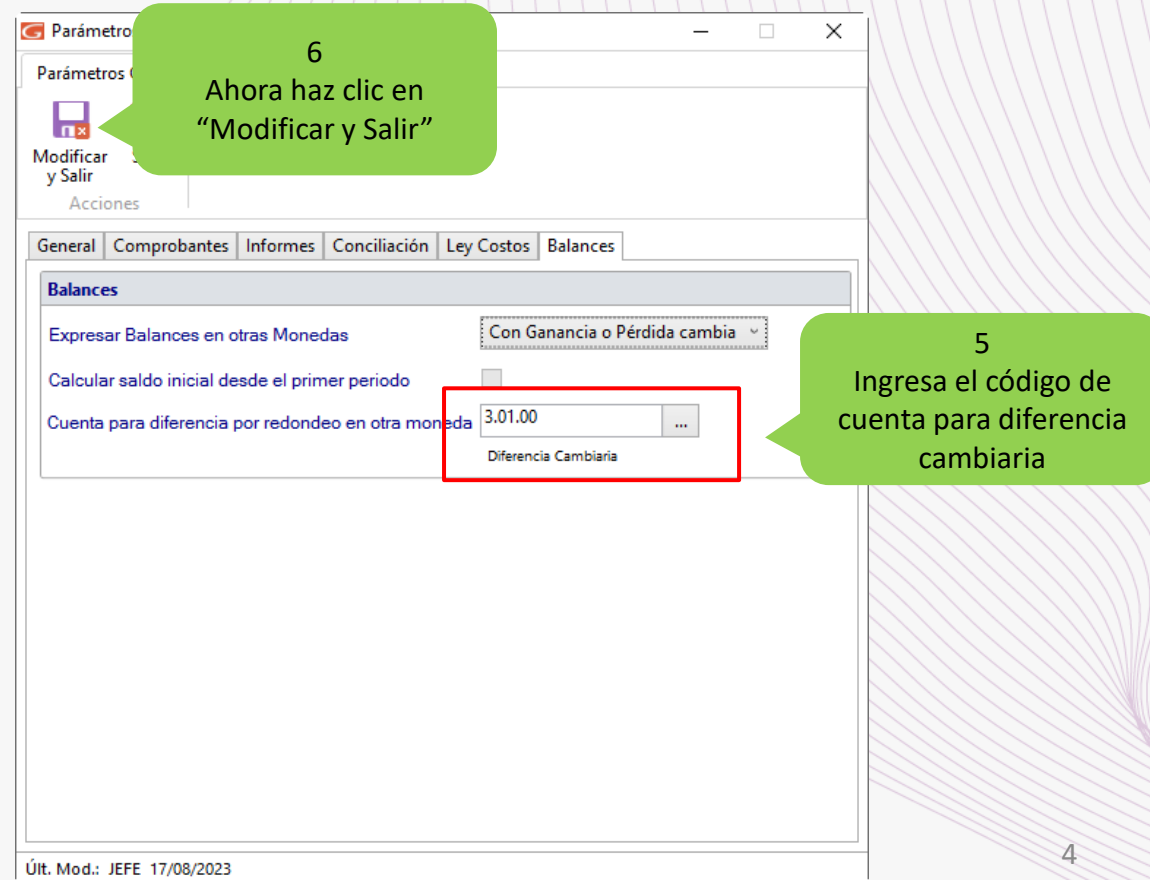 Parámetro
6
Ahora haz clic en
“Modificar y Salir”
Parámetros
Modificar
y Salir
Acciones
General Comprobantes Informes Conciliación Ley Costos Balances
Balances
Expresar Balances en otras Monedas Con Ganancia o Pérdida cambia
Calcular saldo inicial desde el primer periodo
Cuenta para diferencia por redondeo en otra moneda 3.01.00 ...
Diferencia Cambiaria
5
Ingresa el código de
cuenta para diferencia
cambiaria
Últ. Mod.: JEFE 17/08/2023
4